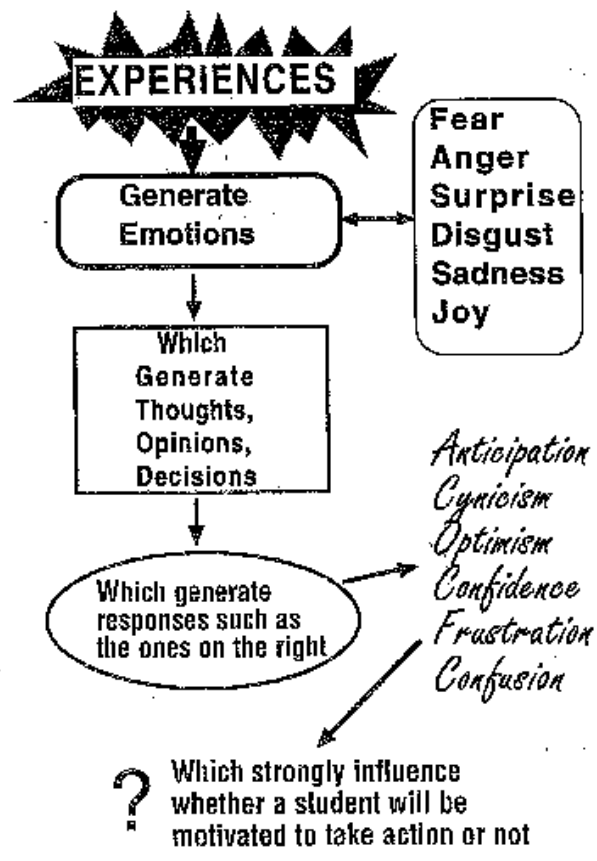 EXPERIENCES
Generate
Emotions
Fear
Anger
Surprise
Disgust
Sadness
Joy
Which
Generate
Thoughts,
Opinions,
Decisions
Which generate
responses such as
the ones on the right
Anticipation
Cynicism
Optimism
Confidence
Frustration
Confusion
? Which strongly influence
whether a student will be
motivated to take action or not